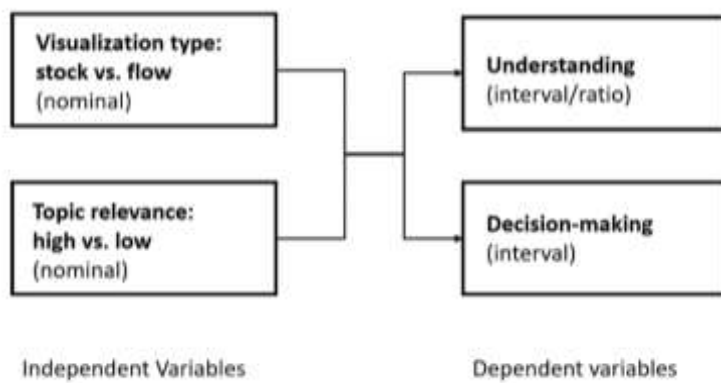 Visualization type:
stock vs. flow
(nominal)
Understanding
(interval/ratio)
Topic relevance:
high vs. low
(nominal)
Decision-making
(interval)
Independent Variables
Dependent variables